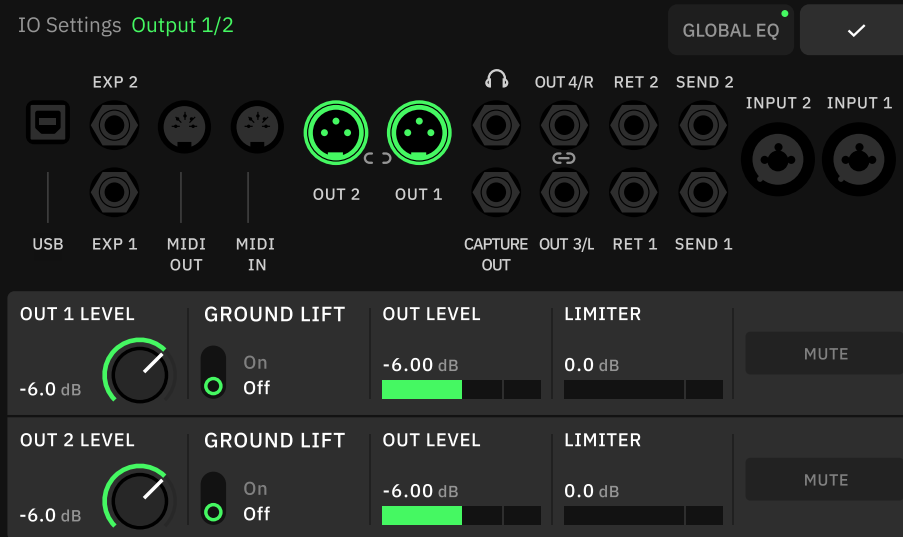 IO Settings Output 1/2
GLOBAL EQ
EXP 2
OUT 4/R RET 2 SEND 2
INPUT 2 INPUT 1
OUT 2 OUT 1
USB EXP 1 MIDI OUT MIDI IN
CAPTURE OUT OUT 3/L RET 1 SEND 1
OUT 1 LEVEL
-6.0 dB
GROUND LIFT
On
Off
OUT LEVEL
-6.00 dB
LIMITER
0.0 dB
MUTE
OUT 2 LEVEL
-6.0 dB
GROUND LIFT
On
Off
OUT LEVEL
-6.00 dB
LIMITER
0.0 dB
MUTE